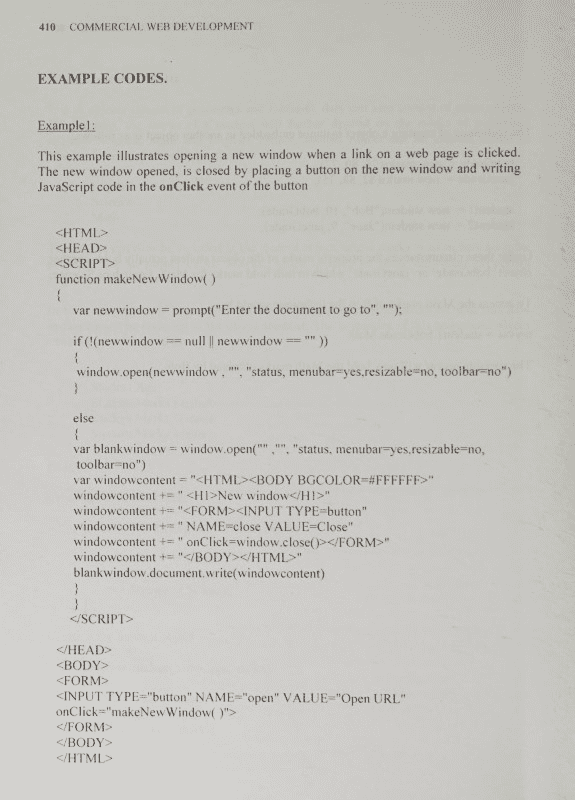 410 COMMERCIAL WEB DEVELOPMENT
EXAMPLE CODES.
Example1:
This example illustrates opening a new window when a link on a web page is clicked.
The new window opened, is closed by placing a button on the new window and writing
JavaScript code in the onClick event of the button
<HTML>
<HEAD>
<SCRIPT>
function makeNewWindow( )
{
var newwindow = prompt("Enter the document to go to", "");
if (!(newwindow == null || newwindow == "" ))
{
window.open(newwindow , "", "status, menubar=yes,resizable=no, toolbar=no")
}
else
{
var blankwindow = window.open("" ,"", "status, menubar=yes,resizable=no,
toolbar=no")
var windowcontent = "<HTML><BODY BGCOLOR=#FFFFFF>"
windowcontent += " <H1>New window</H1>"
windowcontent += "<FORM><INPUT TYPE=button"
windowcontent += " NAME=close VALUE=Close"
windowcontent += " onClick=window.close()></FORM>"
windowcontent += "</BODY></HTML>"
blankwindow.document.write(windowcontent)
}
}
</SCRIPT>
</HEAD>
<BODY>
<FORM>
<INPUT TYPE="button" NAME="open" VALUE="Open URL"
onClick="makeNewWindow( )">
</FORM>
</BODY>
</HTML>